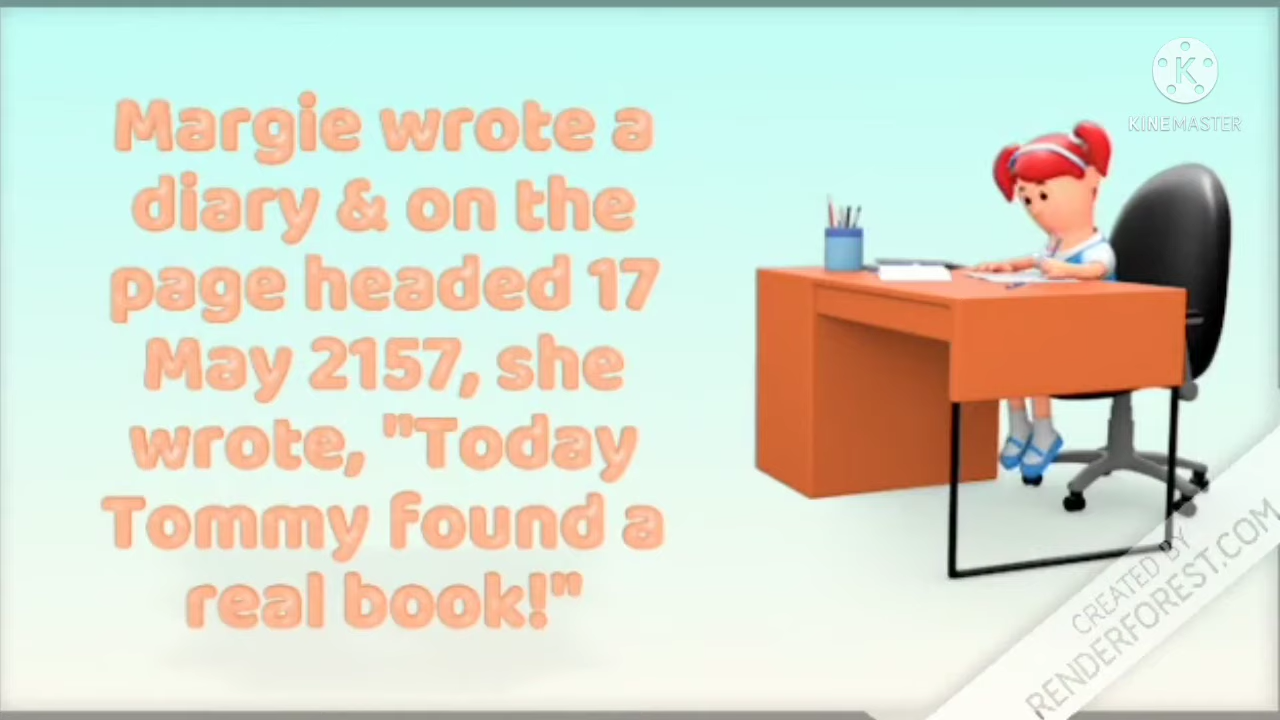 Margie wrote a
diary & on the
page headed 17
May 2157, she
wrote, "Today
Tommy found a
real book!"
K
KINEMASTER
CREATED BY
RENDERFOREST.COM